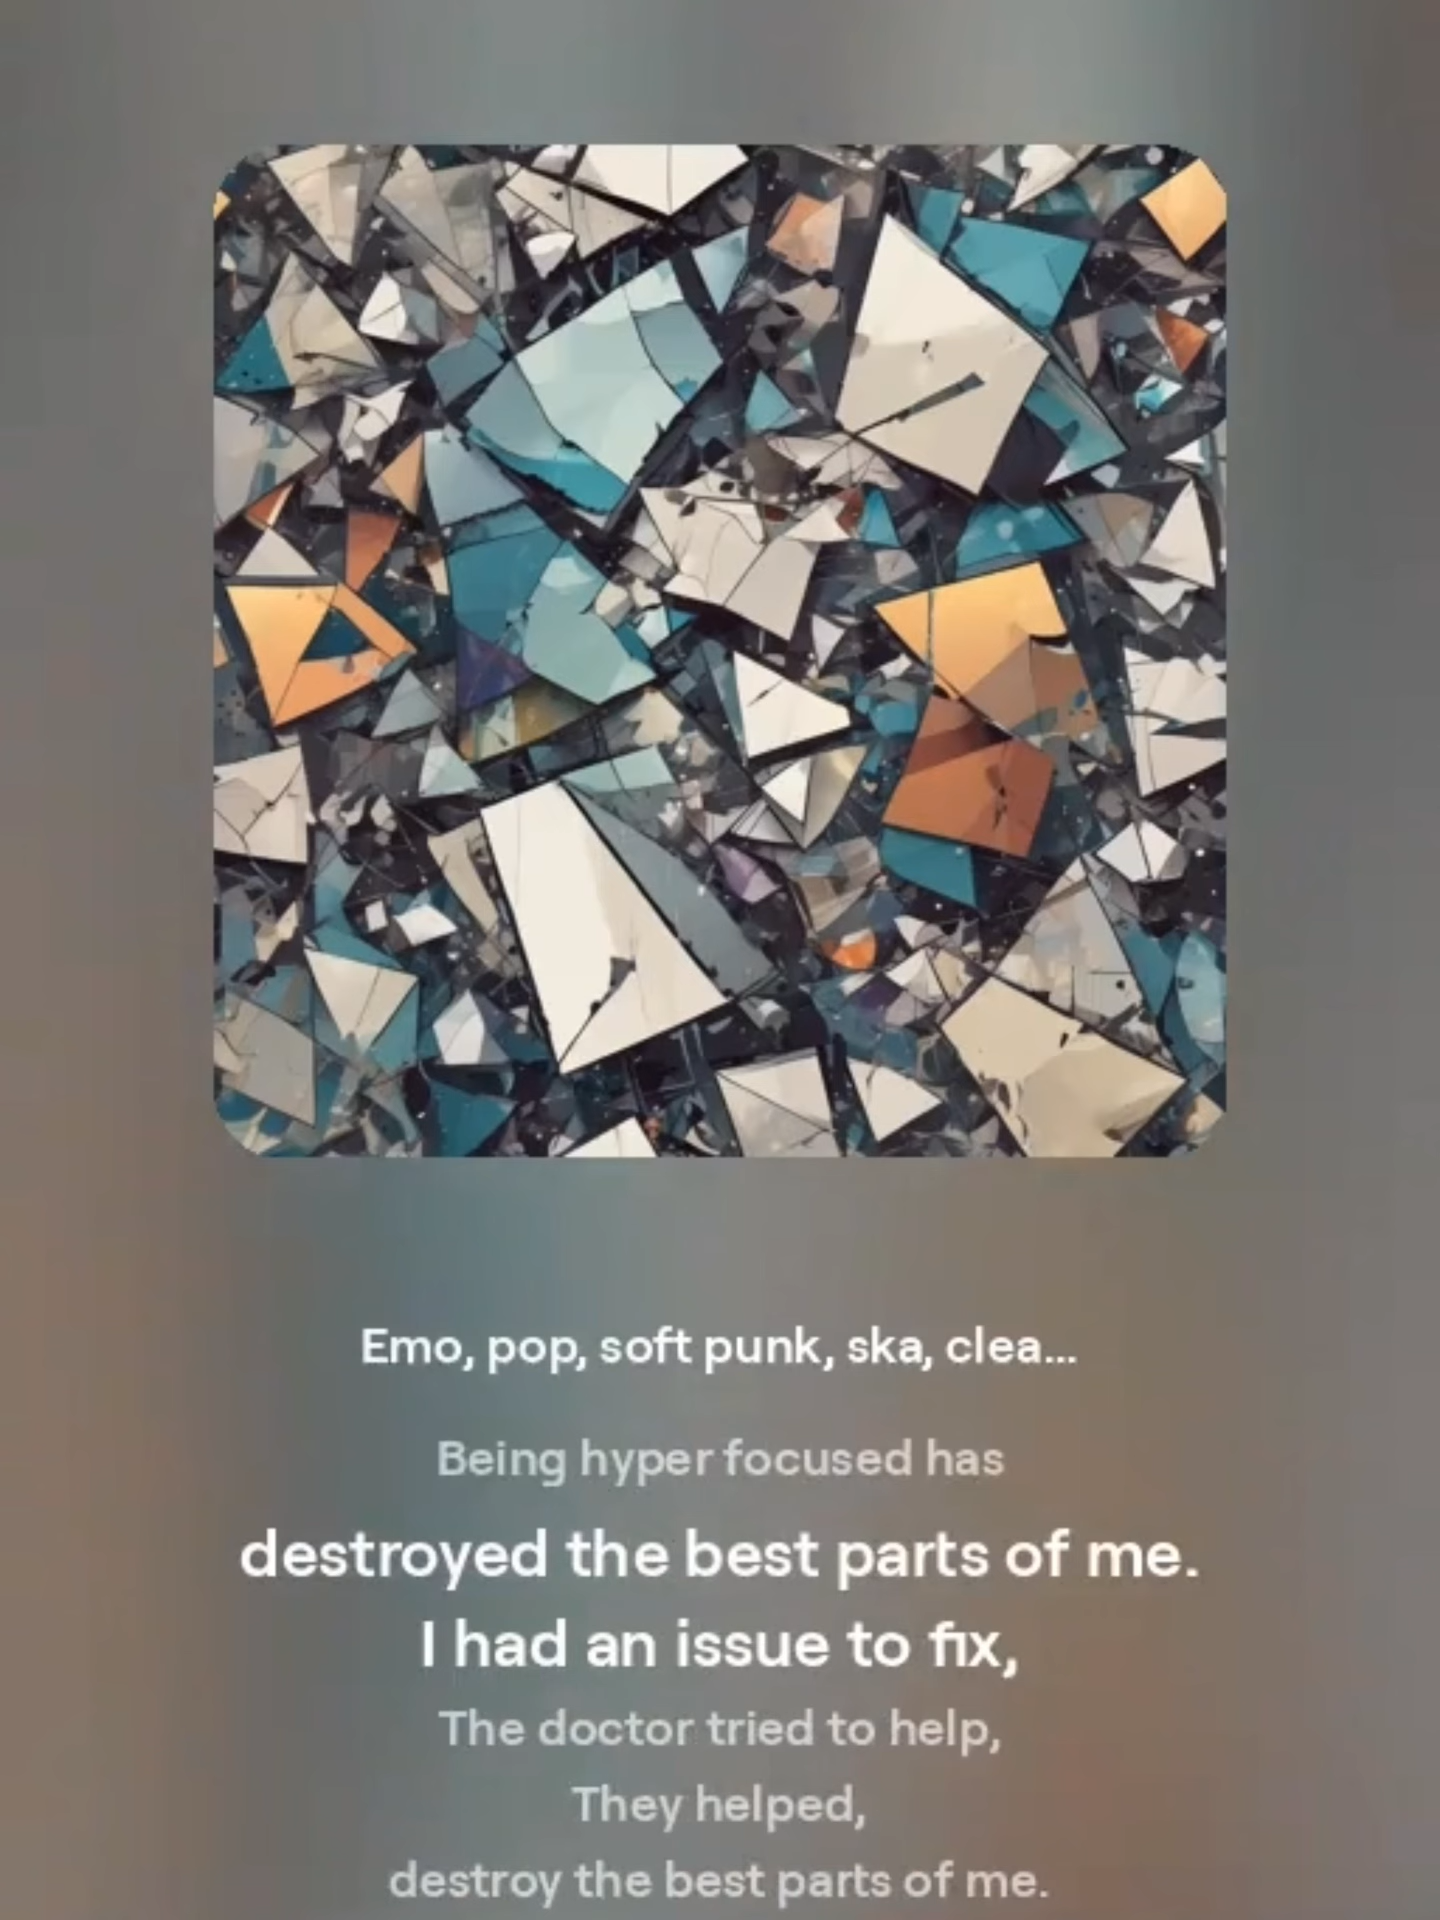 Emo, pop, soft punk, ska, clea...
Being hyper focused has
destroyed the best parts of me.
I had an issue to fix,
The doctor tried to help,
They helped,
destroy the best parts of me.